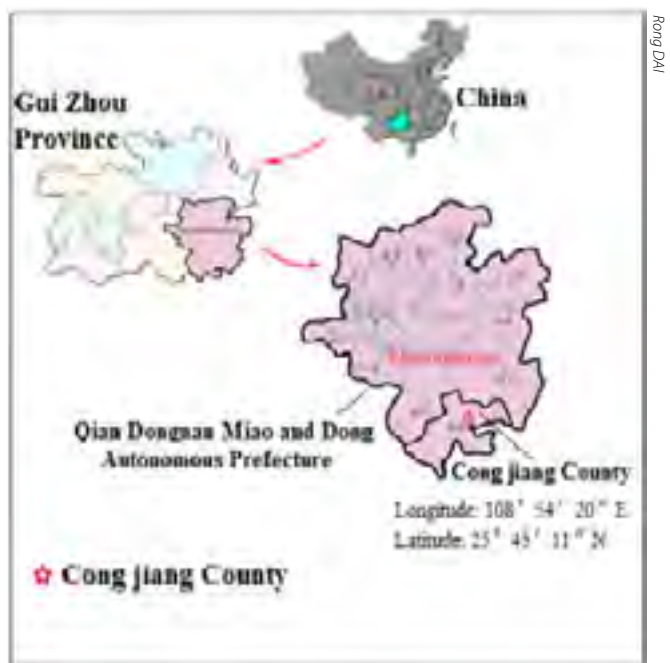 Rong DAI
Gui Zhou
Province
China
Qian Dongnan Miao and Dong
Autonomous Prefecture
Cong jiang County
Longitude: 108° 54′ 20″ E
Latitude: 25° 45′ 11″ N
Cong jiang County